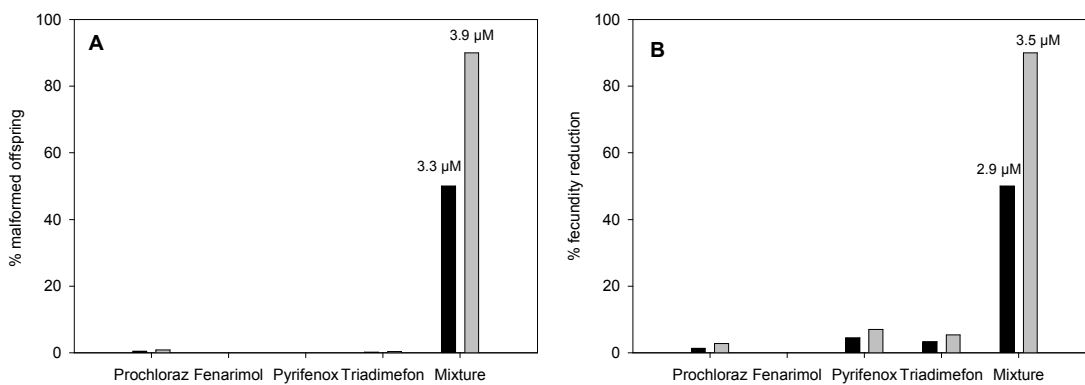 A
% malformed offspring
100
80
60
40
20
0
3.9 µM
3.3 µM
Prochloraz Fenarimol Pyrifenox Triadimefon Mixture
B
% fecundity reduction
100
80
60
40
20
0
3.5 µM
2.9 µM
Prochloraz Fenarimol Pyrifenox Triadimefon Mixture